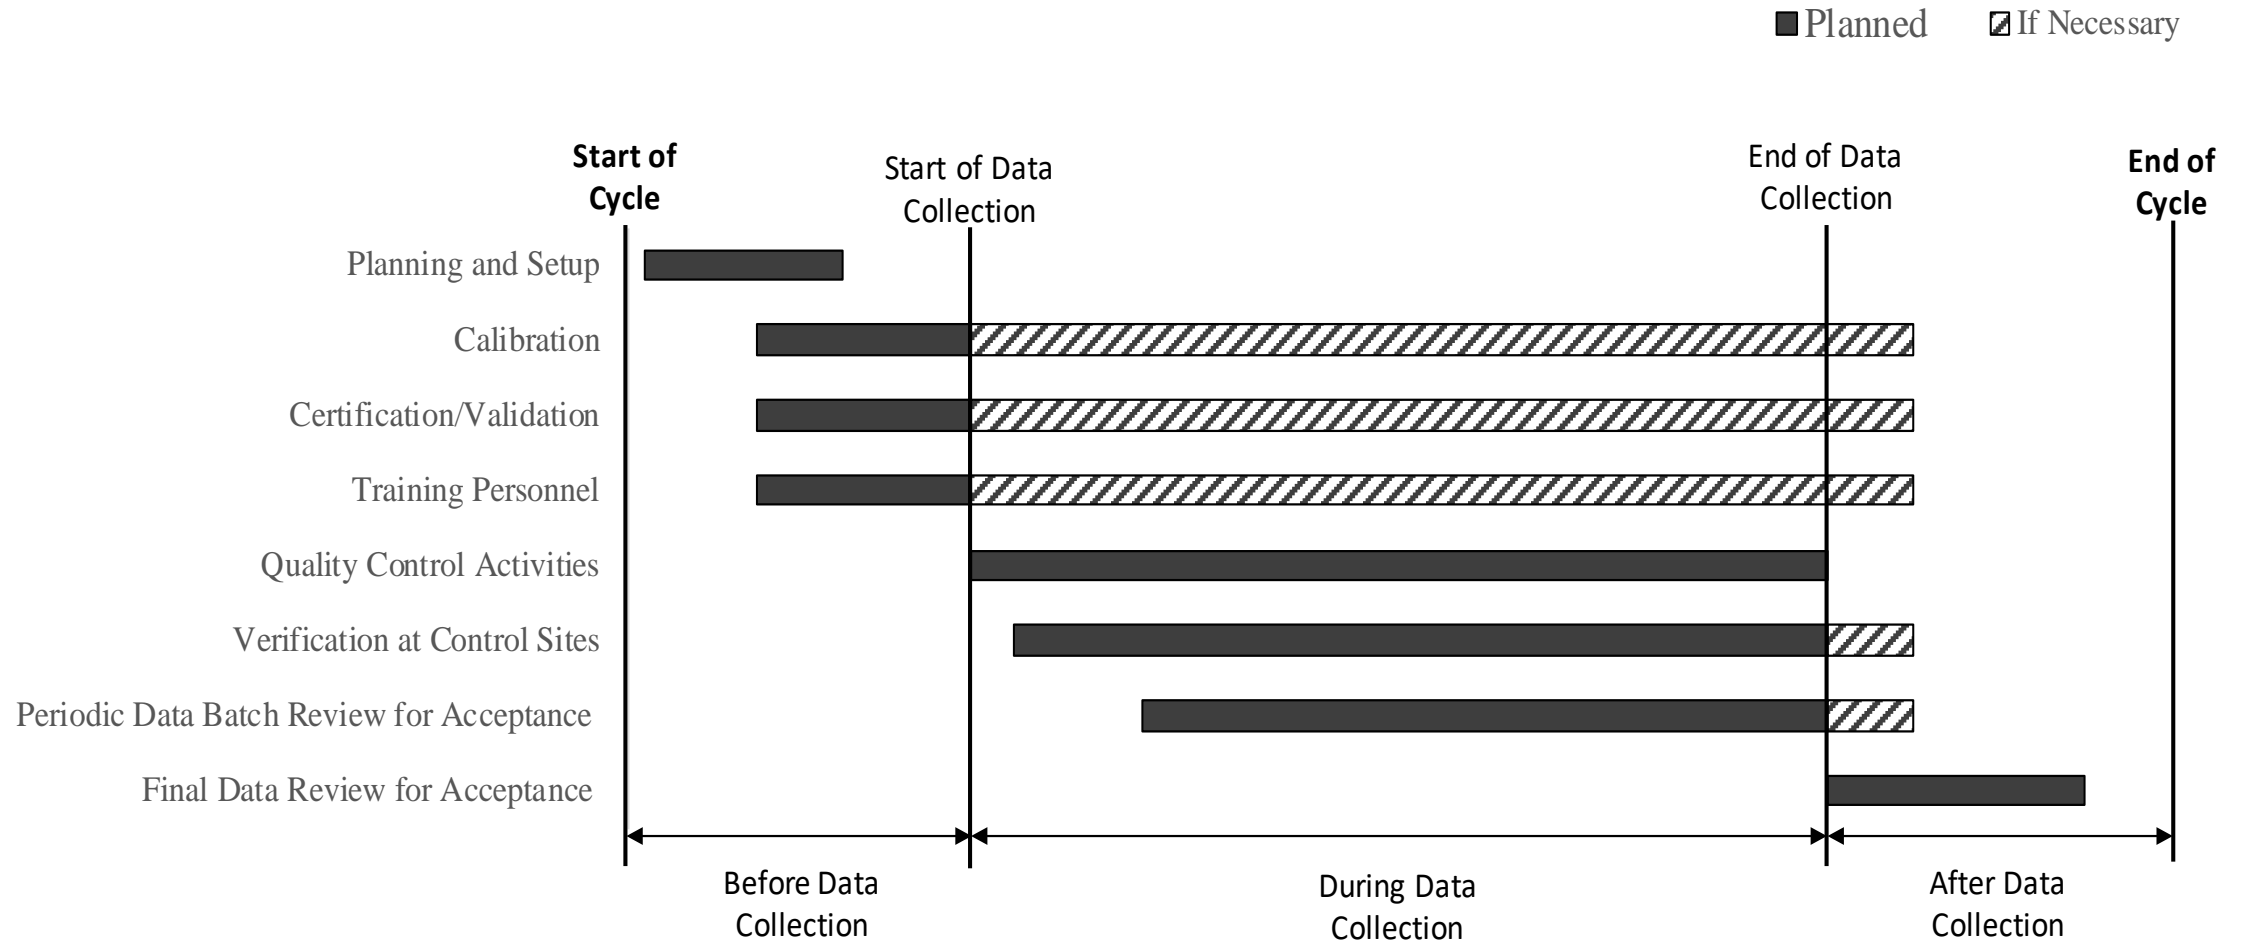 Planned If Necessary
Start of
Cycle
Start of Data
Collection
End of Data
Collection
End of
Cycle
Planning and Setup
Calibration
Certification/Validation
Training Personnel
Quality Control Activities
Verification at Control Sites
Periodic Data Batch Review for Acceptance
Final Data Review for Acceptance
Before Data
Collection
During Data
Collection
After Data
Collection